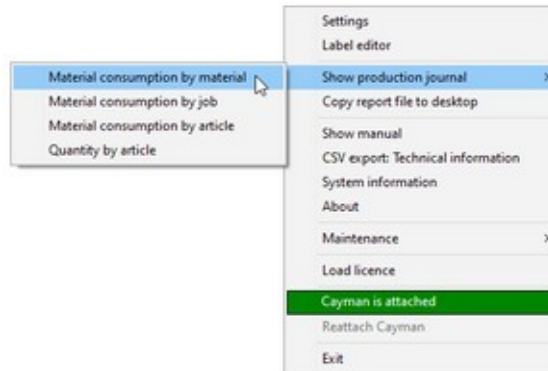 Settings
Label editor
Show production journal
Material consumption by material
Material consumption by job
Material consumption by article
Quantity by article
Copy report file to desktop
Show manual
CSV export: Technical information
System information
About
Maintenance
Load licence
Cayman is attached
Reattach Cayman
Exit